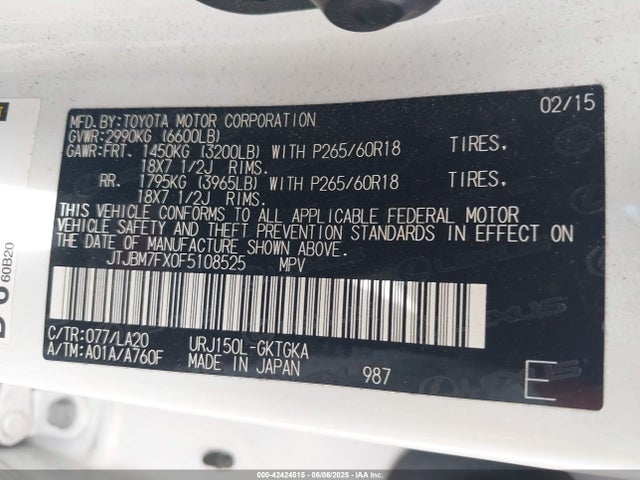 MFD.BY:TOYOTA MOTOR CORPORATION 02/15
GVWR:2990KG (6600LB)
GAWR:FRT. 1450KG (3200LB) WITH P265/60R18 TIRES.
18X7 1/2J RIMS.
RR. 1795KG (3965LB) WITH P265/60R18 TIRES.
18X7 1/2J RIMS.
THIS VEHICLE CONFORMS TO ALL APPLICABLE FEDERAL MOTOR
VEHICLE SAFETY AND THEFT PREVENTION STANDARDS IN EFFECT ON
THE DATE OF MANUFACTURE SHOWN ABOVE.
JTJBM7FX0F5108525 MPV
C/TR:077/LA20 URJ150L-GKTGKA
A/TM:A01A/A760F MADE IN JAPAN 987 E
60B20
LEXUS
000-42424515 - 06/06/2025 - IAA Inc.